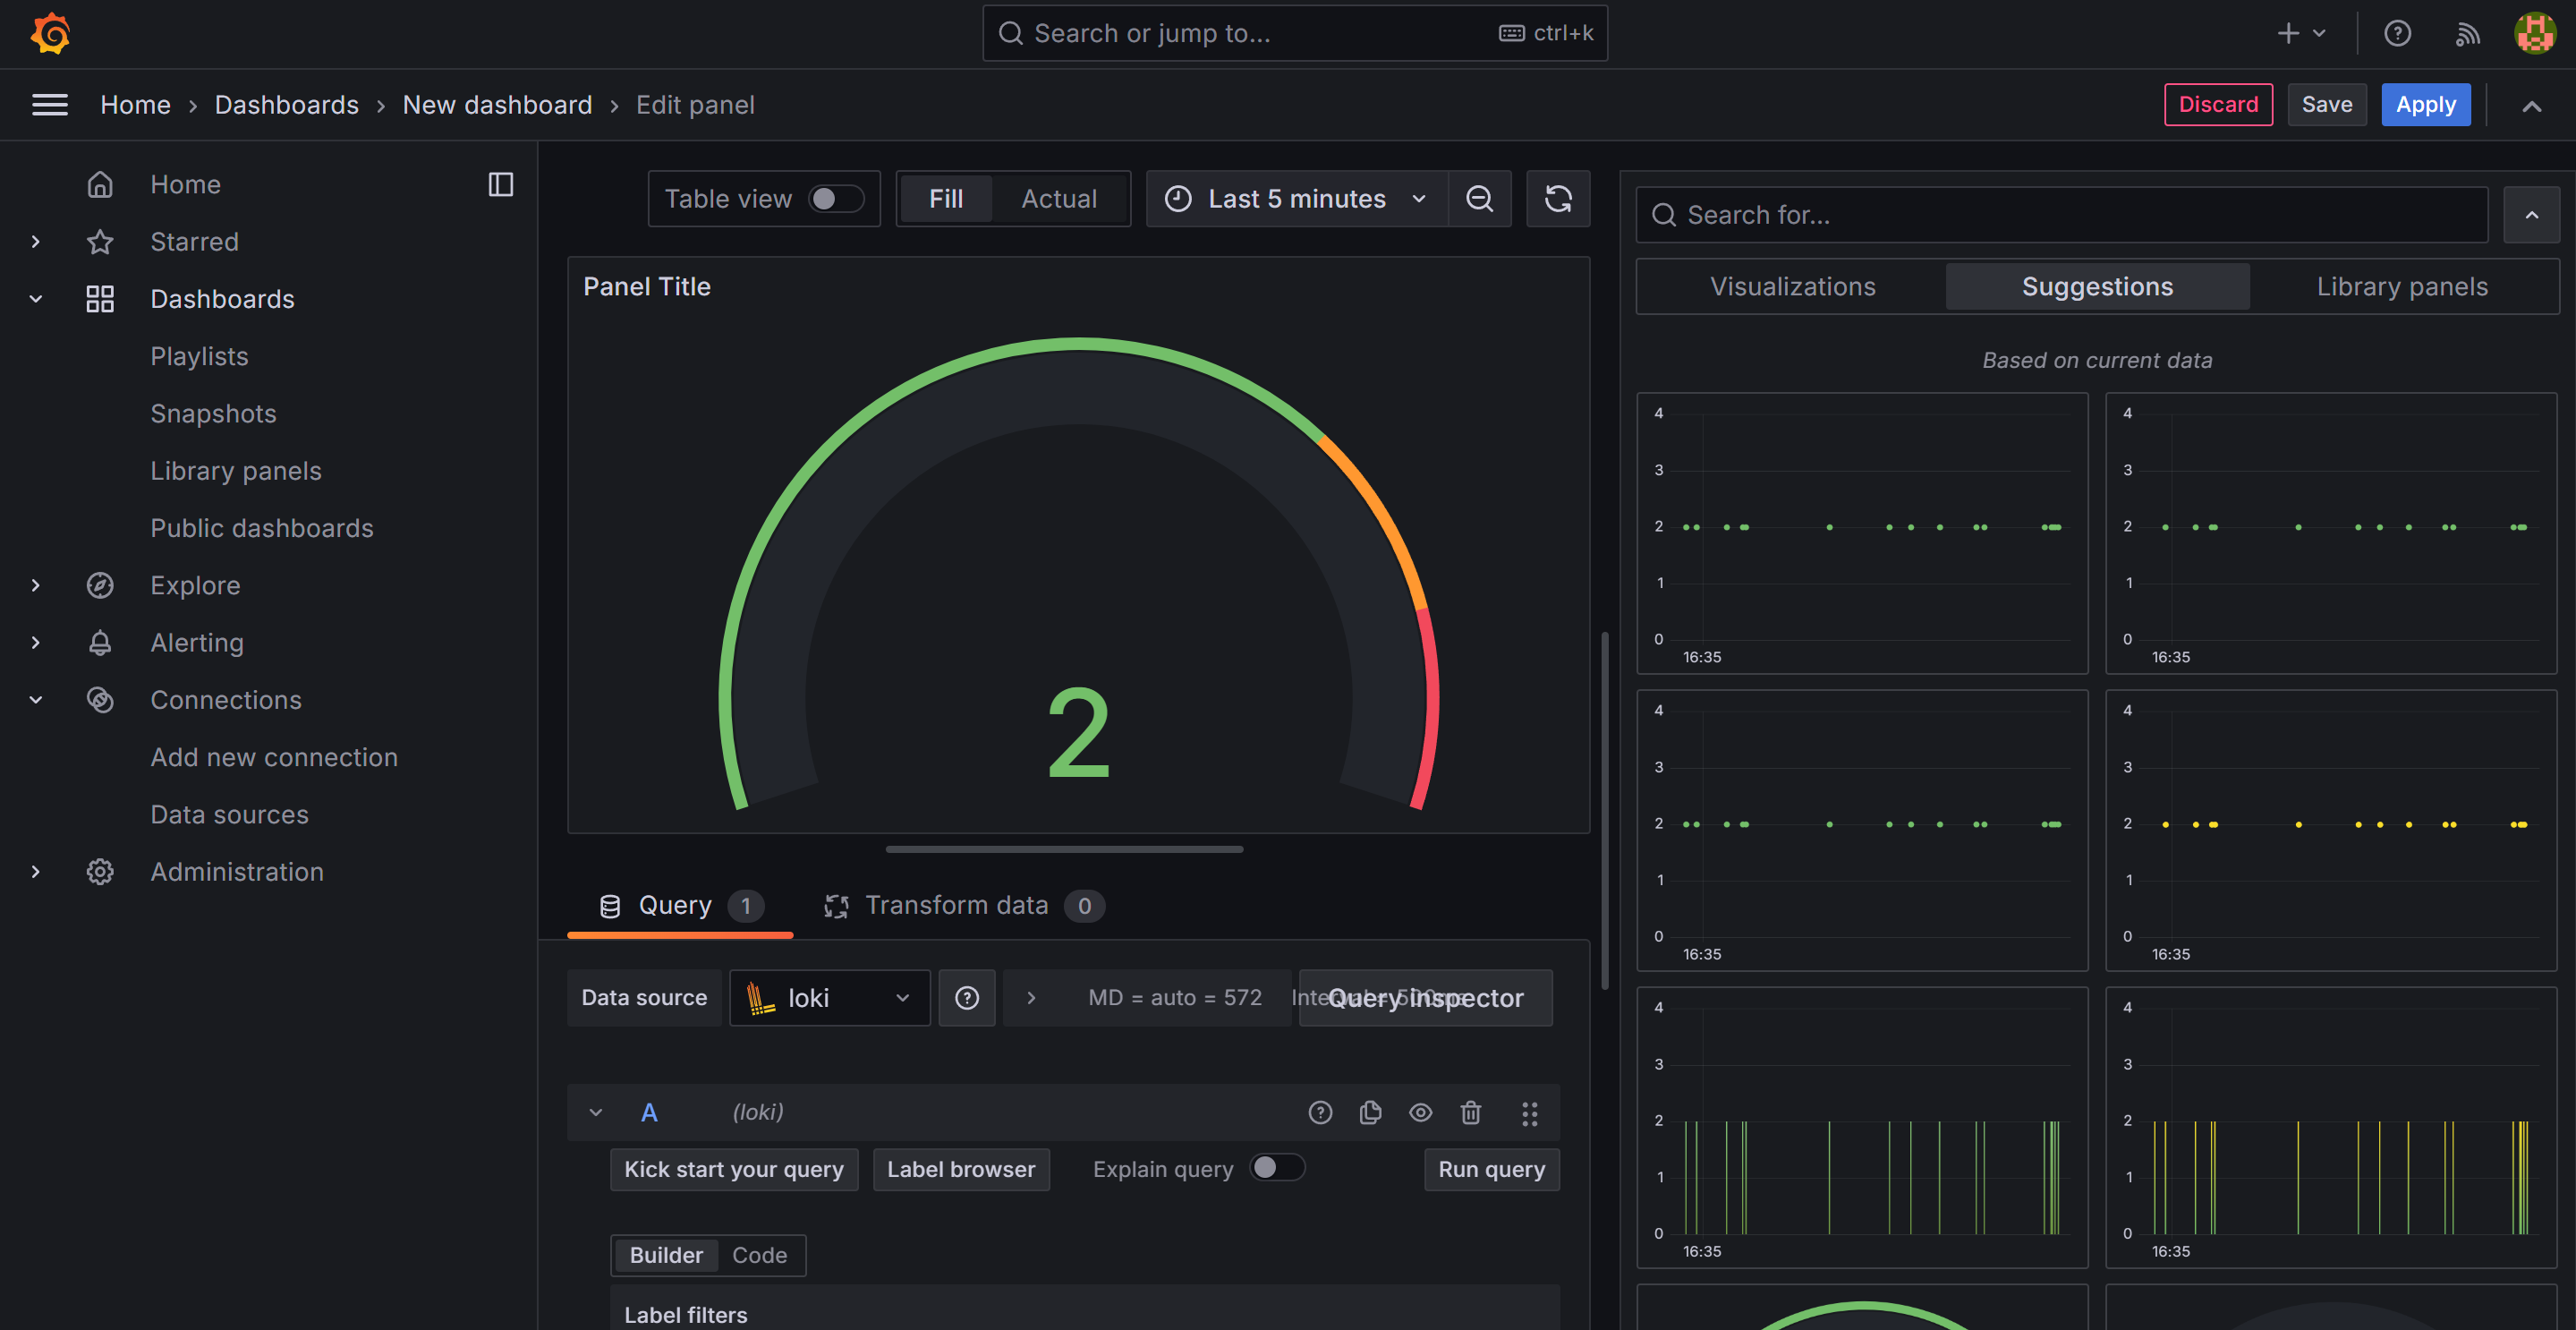 Search or jump to... ctrl+k
Home > Dashboards > New dashboard > Edit panel
Discard Save Apply
Home
Starred
Dashboards
Playlists
Snapshots
Library panels
Public dashboards
Explore
Alerting
Connections
Add new connection
Data sources
Administration
Table view Fill Actual Last 5 minutes
Panel Title
2
Query 1 Transform data 0
Data source loki MD = auto = 572 Interval = 500ms Query inspector
A (loki)
Kick start your query Label browser Explain query Run query
Builder Code
Label filters
Search for...
Visualizations Suggestions Library panels
Based on current data
4
3
2
1
0
16:35
4
3
2
1
0
16:35
4
3
2
1
0
16:35
4
3
2
1
0
16:35
4
3
2
1
0
16:35
4
3
2
1
0
16:35